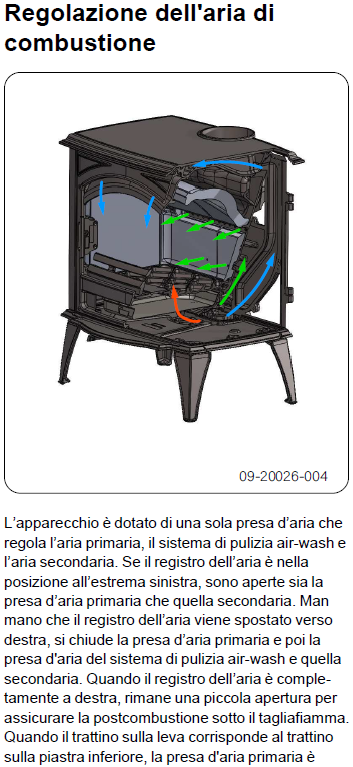 Regolazione dell'aria di
combustione
09-20026-004
L’apparecchio è dotato di una sola presa d’aria che
regola l’aria primaria, il sistema di pulizia air-wash e
l’aria secondaria. Se il registro dell’aria è nella
posizione all’estrema sinistra, sono aperte sia la
presa d’aria primaria che quella secondaria. Man
mano che il registro dell’aria viene spostato verso
destra, si chiude la presa d’aria primaria e poi la
presa d'aria del sistema di pulizia air-wash e quella
secondaria. Quando il registro dell’aria è comple-
tamente a destra, rimane una piccola apertura per
assicurare la postcombustione sotto il tagliafiamma.
Quando il trattino sulla leva corrisponde al trattino
sulla piastra inferiore, la presa d'aria primaria è